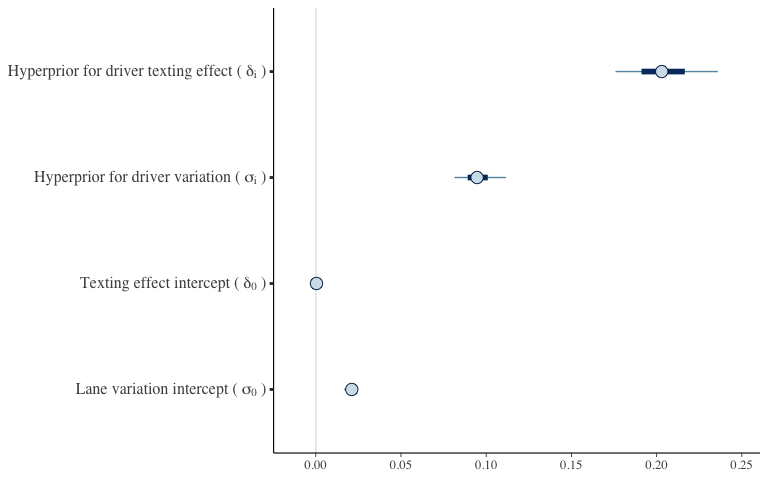 Hyperprior for driver texting effect ( δᵢ )
Hyperprior for driver variation ( σᵢ )
Texting effect intercept ( δ₀ )
Lane variation intercept ( σ₀ )
0.00 0.05 0.10 0.15 0.20 0.25